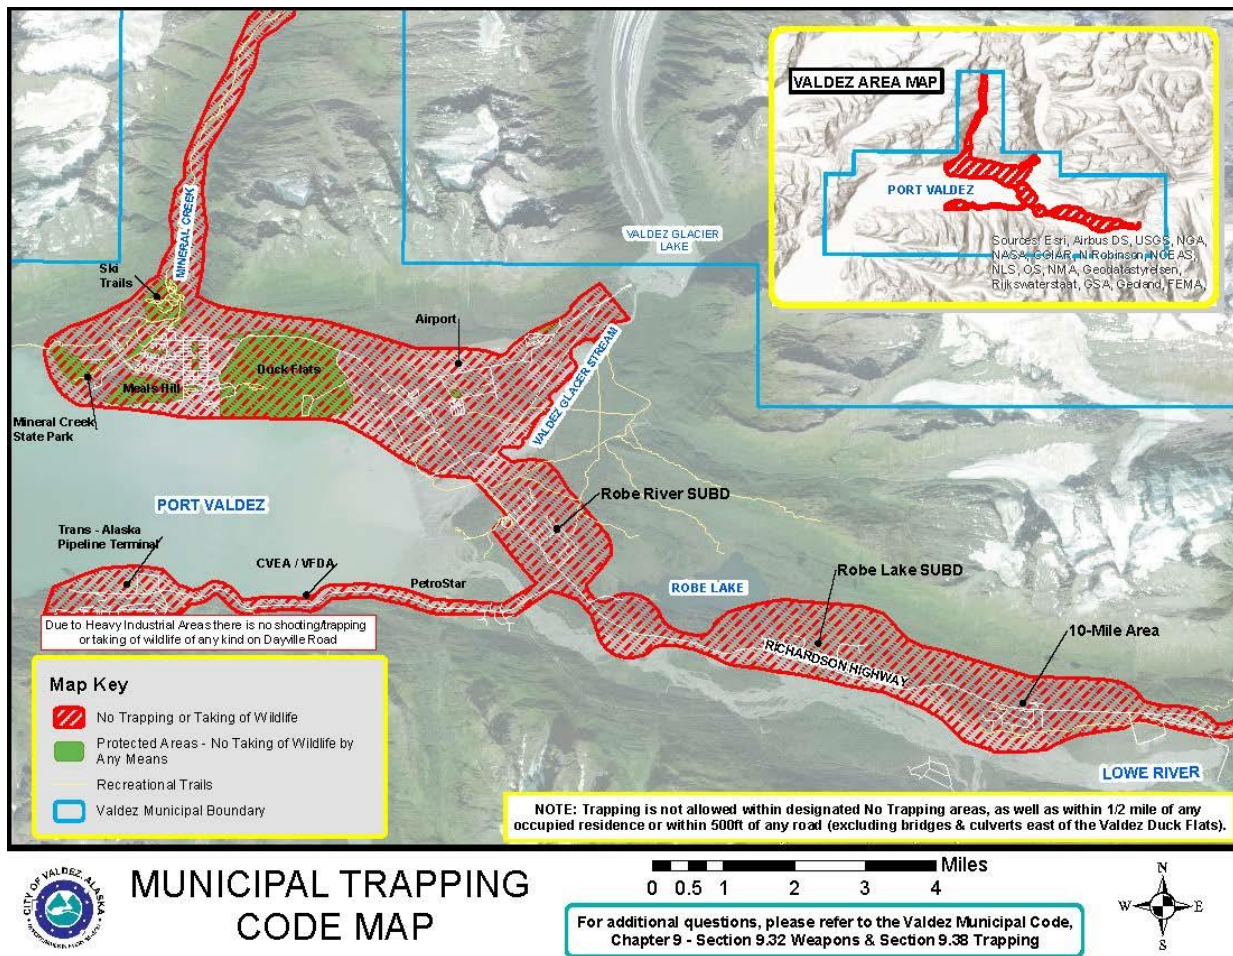 VALDEZ AREA MAP
PORT VALDEZ
Sources: Esri, Airbus DS, USGS, NGA,
NASA, CGIAR, N Robinson, NCEAS,
NLS, OS, NMA, Geodatastyrelsen,
Rijkswaterstaat, GSA, Geoland, FEMA,
MINERAL CREEK
VALDEZ GLACIER
LAKE
Ski
Trails
Airport
Duck Flats
Meals Hill
VALDEZ GLACIER STREAM
Mineral Creek
State Park
PORT VALDEZ
Robe River SUBD
Trans - Alaska
Pipeline Terminal
CVEA / VFDA
PetroStar
ROBE LAKE
Robe Lake SUBD
10-Mile Area
RICHARDSON HIGHWAY
LOWE RIVER
Due to Heavy Industrial Areas there is no shooting/trapping
or taking of wildlife of any kind on Dayville Road
Map Key
No Trapping or Taking of Wildlife
Protected Areas - No Taking of Wildlife by
Any Means
Recreational Trails
Valdez Municipal Boundary
NOTE: Trapping is not allowed within designated No Trapping areas, as well as within 1/2 mile of any
occupied residence or within 500ft of any road (excluding bridges & culverts east of the Valdez Duck Flats).
CITY OF VALDEZ, ALASKA
MUNICIPAL TRAPPING
CODE MAP
Miles
0 0.5 1 2 3 4
For additional questions, please refer to the Valdez Municipal Code,
Chapter 9 - Section 9.32 Weapons & Section 9.38 Trapping
N
W E
S